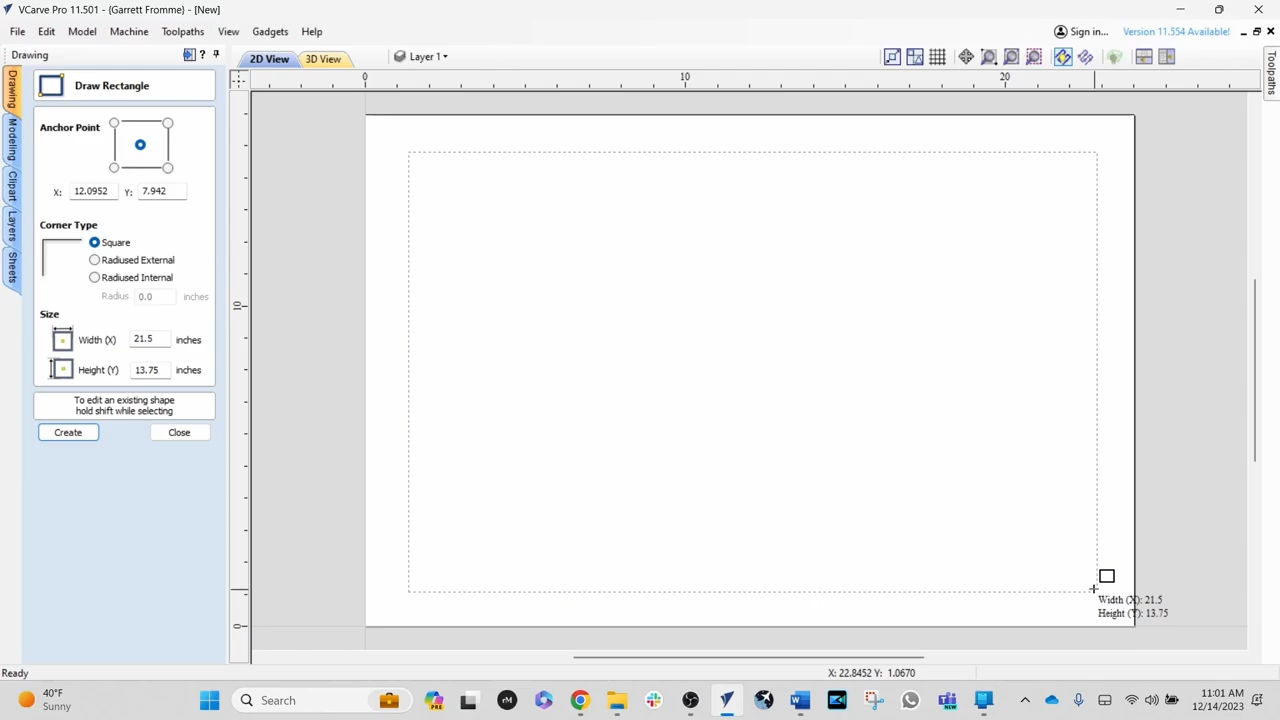 VCarve Pro 11.501 - {Garrett Fromme} - [New]
File Edit Model Machine Toolpaths View Gadgets Help
Sign in... Version 11.554 Available!
Drawing
?
2D View 3D View Layer 1
Drawing
Modeling
Clipart
Layers
Sheets
Toolpaths
Draw Rectangle
Anchor Point
X: 12.0952 Y: 7.942
Corner Type
Square
Radiused External
Radiused Internal
Radius 0.0 inches
Size
Width (X) 21.5 inches
Height (Y) 13.75 inches
To edit an existing shape
hold shift while selecting
Create Close
0 10 20
10
0
Width (X): 21.5
Height (Y): 13.75
Ready
X: 22.8452 Y: 1.0670
40°F
Sunny
Search
PRE
rM
NEW
11:01 AM
12/14/2023